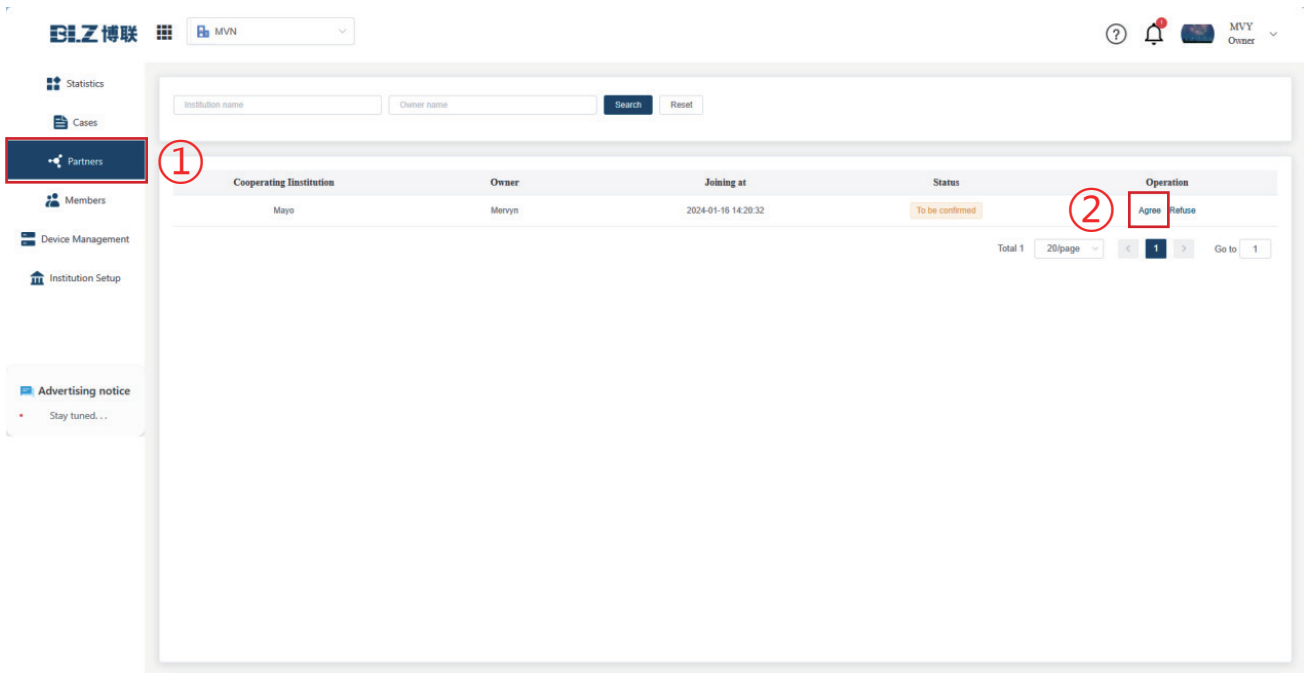 BLZ博联
MVN
MVY
Owner
Statistics
Cases
Partners
Members
Device Management
Institution Setup
Advertising notice
Stay tuned. . .
①
Institution name Owner name Search Reset
Cooperating Iinstitution Owner Joining at Status Operation
Mayo Mervyn 2024-01-16 14:20:32 To be confirmed ② Agree Refuse
Total 1 20/page < 1 > Go to 1